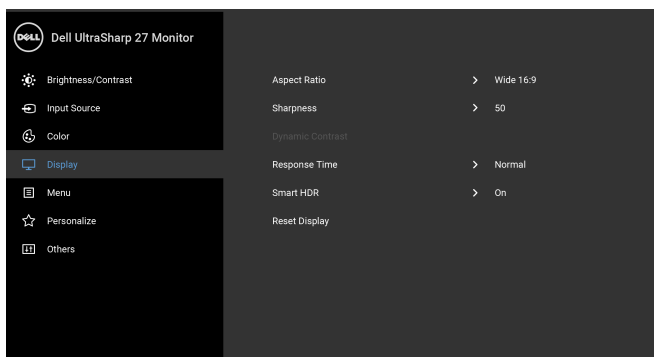 DELL Dell UltraSharp 27 Monitor
Brightness/Contrast
Input Source
Color
Display
Menu
Personalize
Others
Aspect Ratio Wide 16:9
Sharpness 50
Dynamic Contrast
Response Time Normal
Smart HDR On
Reset Display